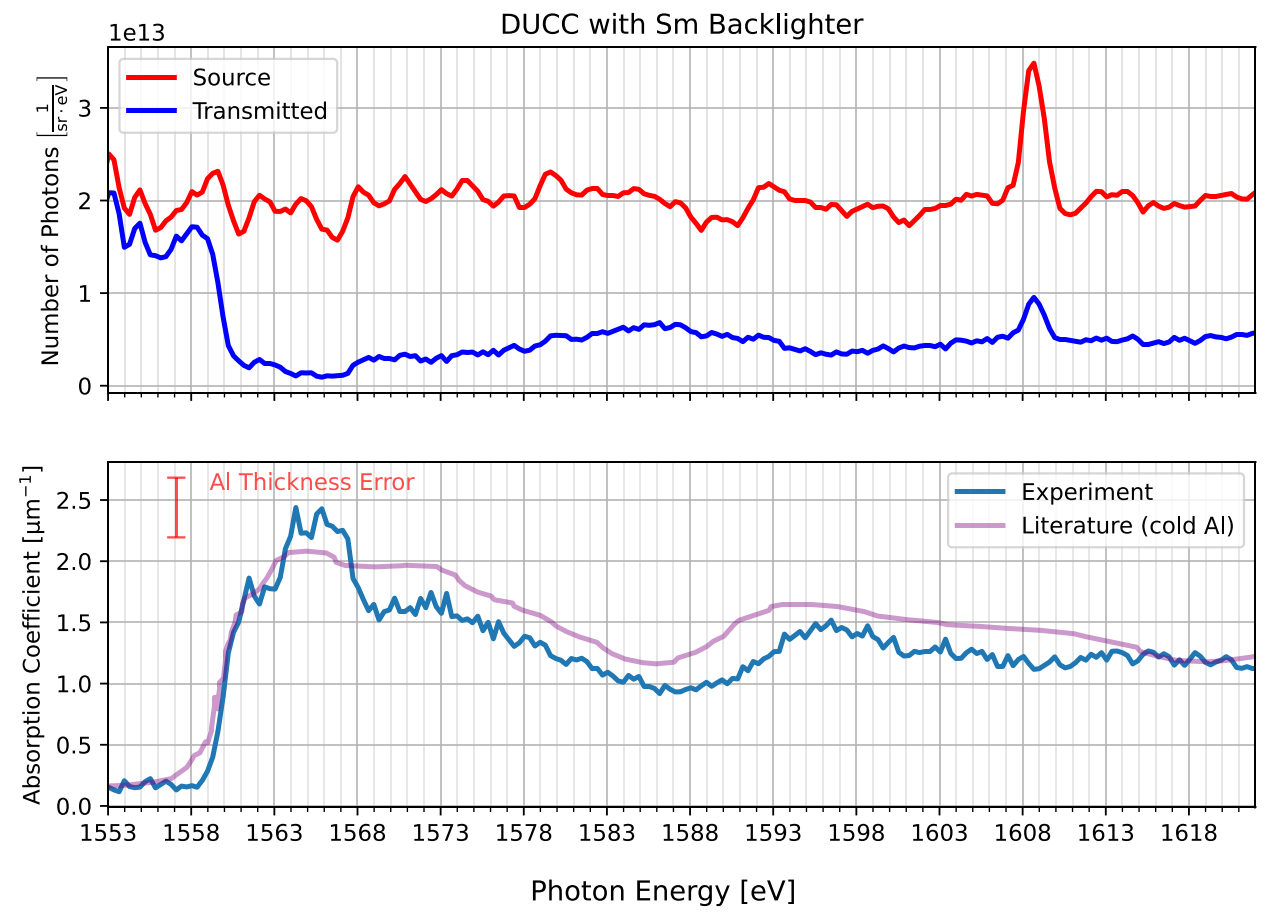 DUCC with Sm Backlighter
1e13
Number of Photons [1/(sr · eV)]
3
2
1
0
Source
Transmitted
Absorption Coefficient [μm⁻¹]
2.5
2.0
1.5
1.0
0.5
0.0
Al Thickness Error
Experiment
Literature (cold Al)
1553 1558 1563 1568 1573 1578 1583 1588 1593 1598 1603 1608 1613 1618
Photon Energy [eV]